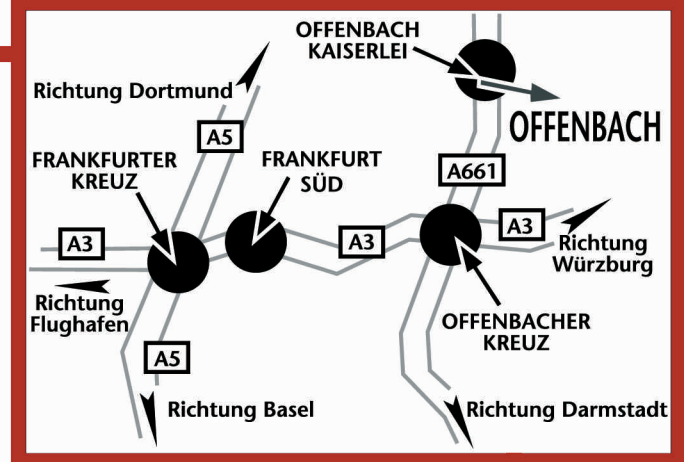 OFFENBACH
KAISERLEI
Richtung Dortmund
OFFENBACH
A5
FRANKFURTER
KREUZ
FRANKFURT
SÜD
A661
A3
A3
A3
Richtung
Würzburg
Richtung
Flughafen
OFFENBACHER
KREUZ
A5
Richtung Basel
Richtung Darmstadt